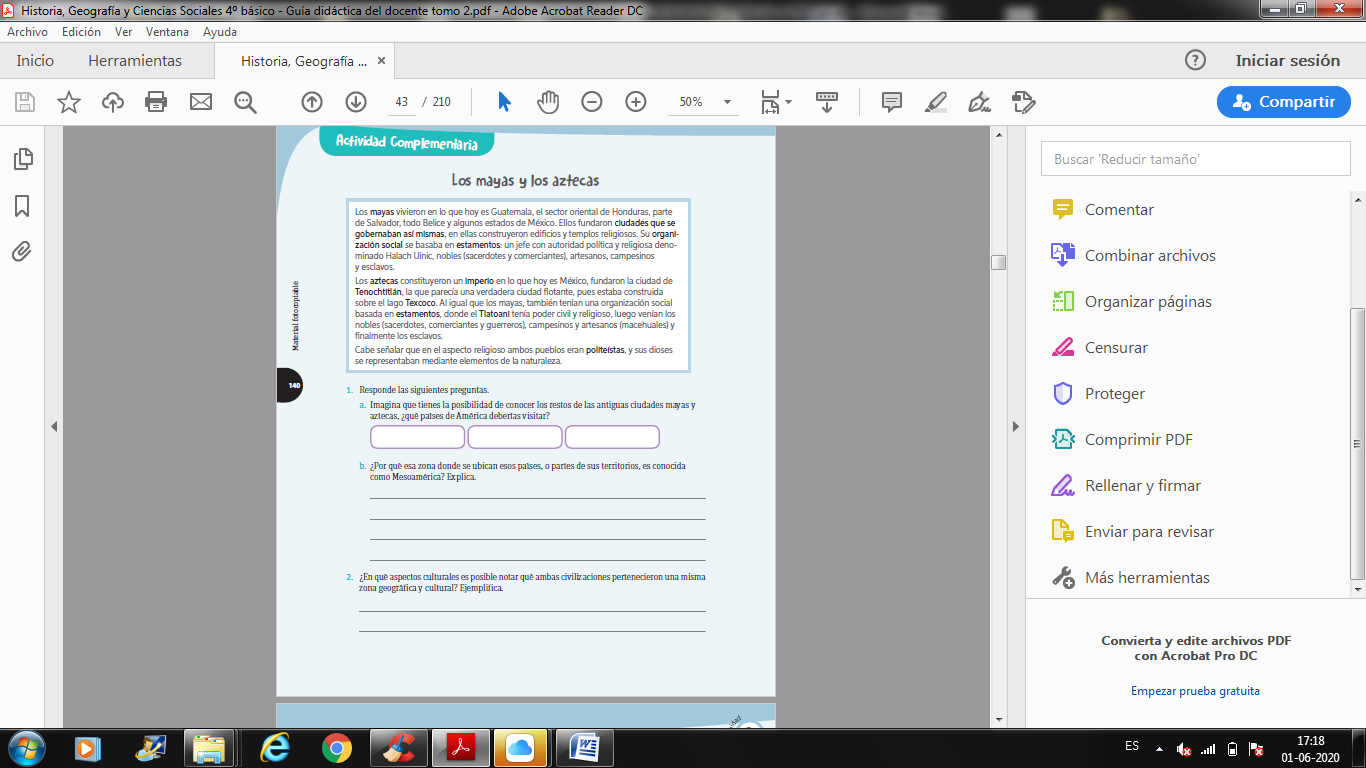 Historia, Geografía y Ciencias Sociales 4º básico - Guía didáctica del docente tomo 2.pdf - Adobe Acrobat Reader DC
Archivo Edición Ver Ventana Ayuda
Inicio Herramientas Historia, Geografía ... × ? Iniciar sesión
43 / 210 50% Compartir
Actividad Complementaria
Los mayas y los aztecas
Los mayas vivieron en lo que hoy es Guatemala, el sector oriental de Honduras, parte
de Salvador, todo Belice y algunos estados de México. Ellos fundaron ciudades que se
gobernaban así mismas, en ellas construyeron edificios y templos religiosos. Su organi-
zación social se basaba en estamentos: un jefe con autoridad política y religiosa deno-
minado Halach Uinic, nobles (sacerdotes y comerciantes), artesanos, campesinos
y esclavos.
Los aztecas constituyeron un imperio en lo que hoy es México, fundaron la ciudad de
Tenochtitlán, la que parecía una verdadera ciudad flotante, pues estaba construida
sobre el lago Texcoco. Al igual que los mayas, también tenían una organización social
basada en estamentos, donde el Tlatoani tenía poder civil y religioso, luego venían los
nobles (sacerdotes, comerciantes y guerreros), campesinos y artesanos (macehuales) y
finalmente los esclavos.
Cabe señalar que en el aspecto religioso ambos pueblos eran politeístas, y sus dioses
se representaban mediante elementos de la naturaleza.
Material fotocopiable
140
1. Responde las siguientes preguntas.
a. Imagina que tienes la posibilidad de conocer los restos de las antiguas ciudades mayas y
aztecas, ¿qué países de América deberías visitar?
b. ¿Por qué esa zona donde se ubican esos países, o partes de sus territorios, es conocida
como Mesoamérica? Explica.
2. ¿En qué aspectos culturales es posible notar qué ambas civilizaciones pertenecieron una misma
zona geográfica y cultural? Ejemplifica.
Buscar 'Reducir tamaño'
Comentar
Combinar archivos
Organizar páginas
Censurar
Proteger
Comprimir PDF
Rellenar y firmar
Enviar para revisar
Más herramientas
Convierta y edite archivos PDF
con Acrobat Pro DC
Empezar prueba gratuita
ES
17:18
01-06-2020